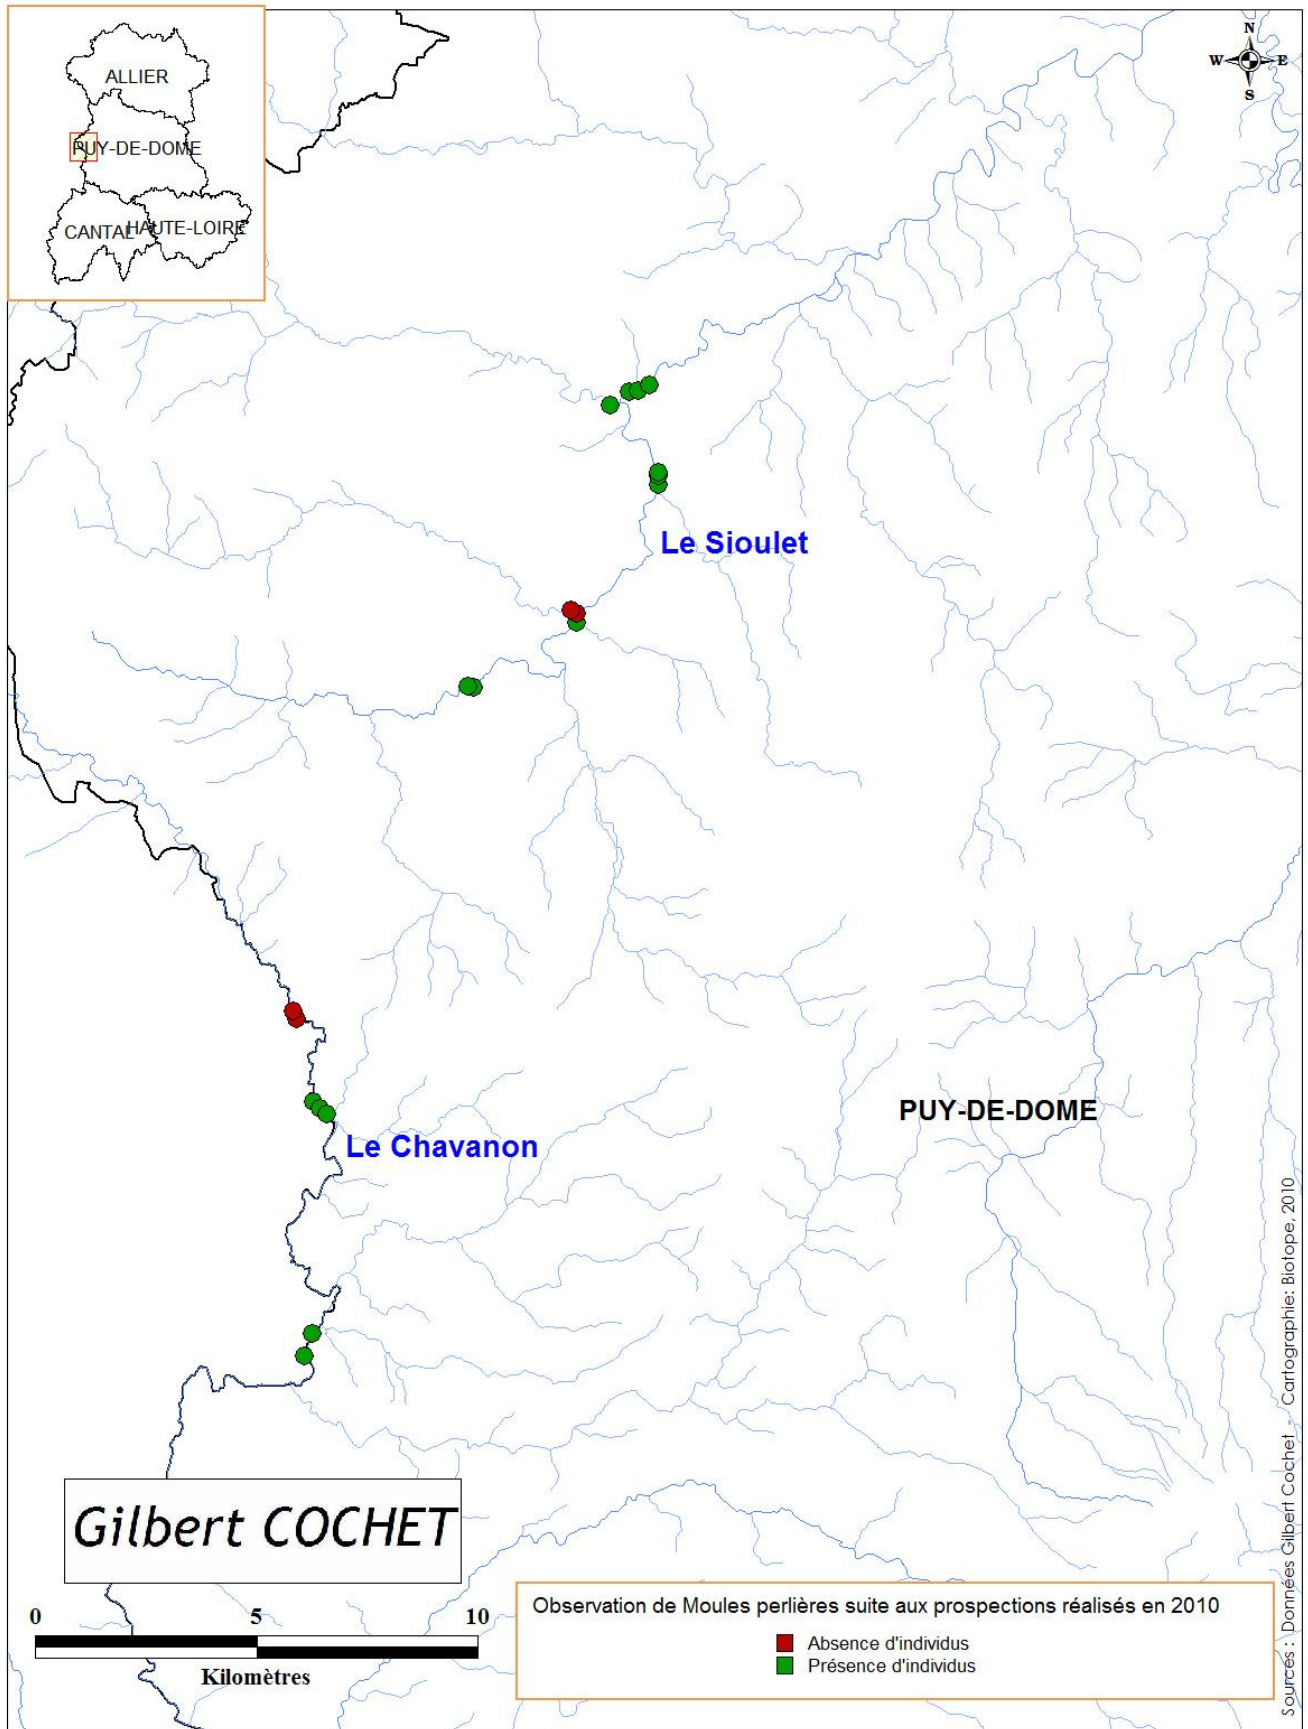 ALLIER
PUY-DE-DOME
CANTAL
HAUTE-LOIRE
N
W
E
S
Le Sioulet
PUY-DE-DOME
Le Chavanon
Gilbert COCHET
0
5
10
Kilomètres
Observation de Moules perlières suite aux prospections réalisés en 2010
Absence d'individus
Présence d'individus
Sources : Données Gilbert Cochet - Cartographie: Biotope, 2010